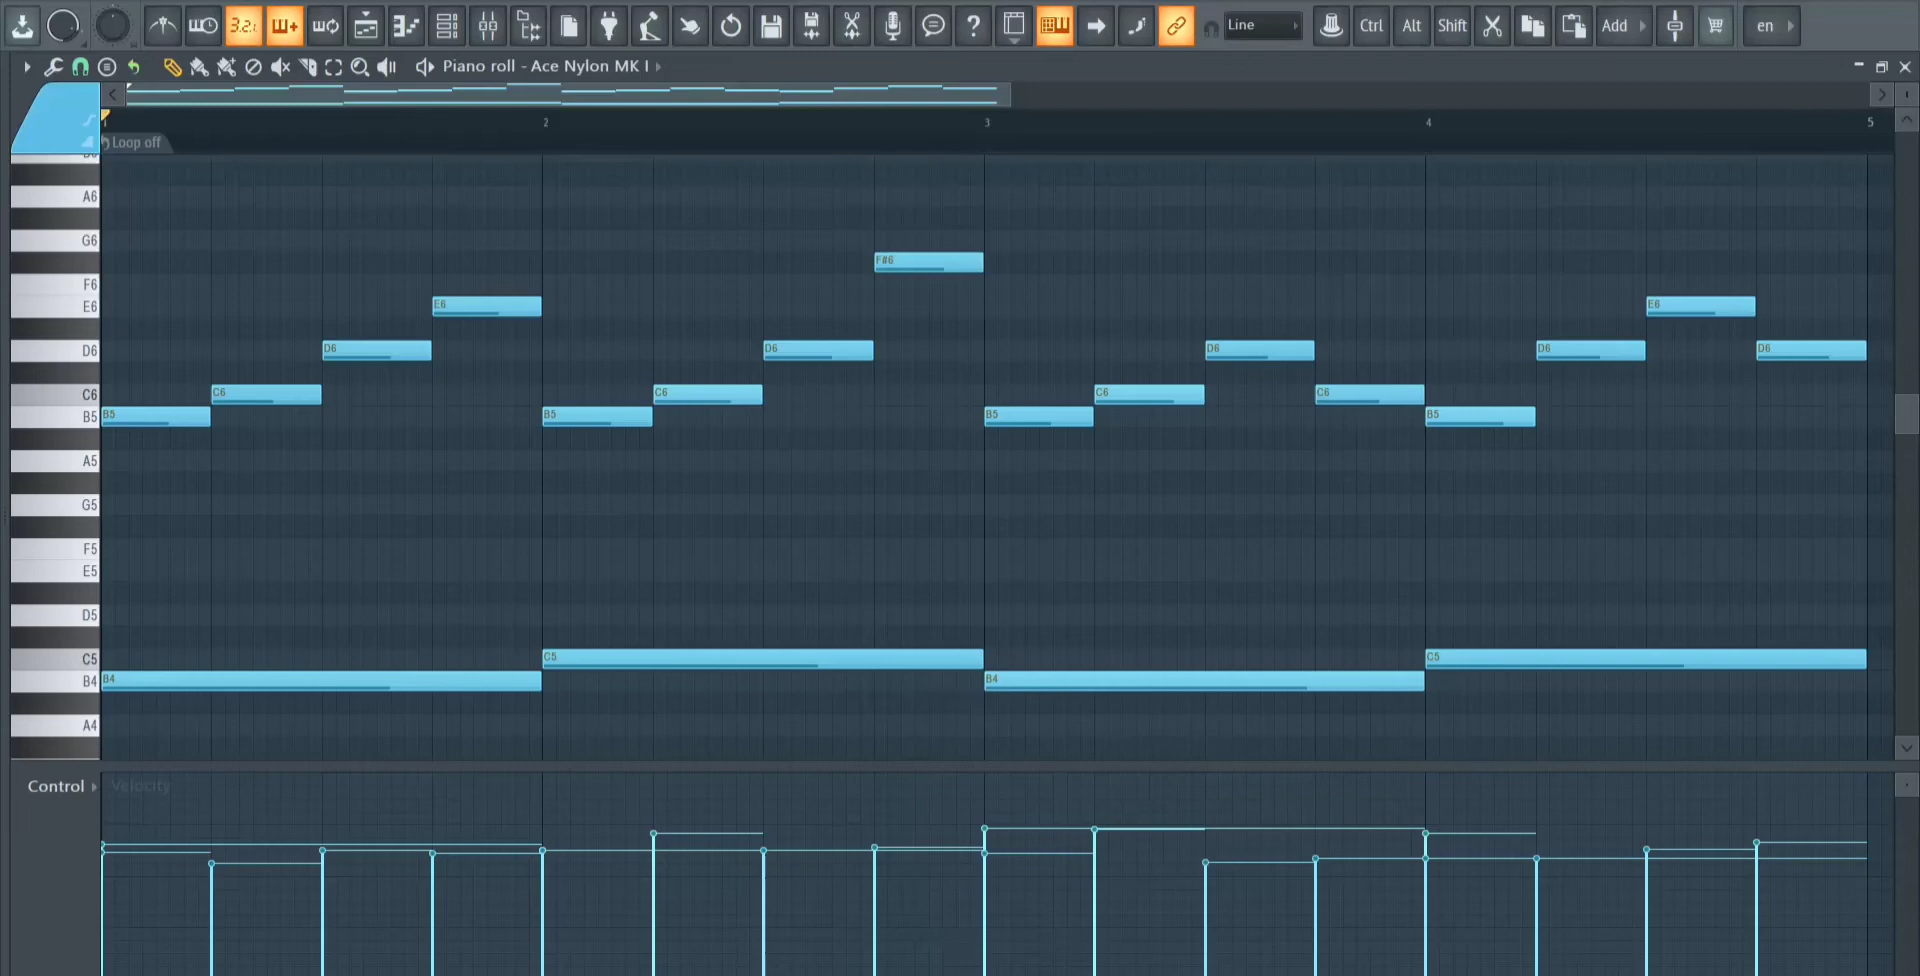 3.2.1
Line
Ctrl
Alt
Shift
Add
en
Piano roll - Ace Nylon MK I
1
2
3
4
5
Loop off
A6
G6
F#6
F6
E6
E6
E6
D6
D6
D6
D6
D6
D6
C6
C6
C6
C6
C6
B5
B5
B5
B5
B5
A5
G5
F5
E5
D5
C5
C5
C5
B4
B4
B4
A4
Control
Velocity